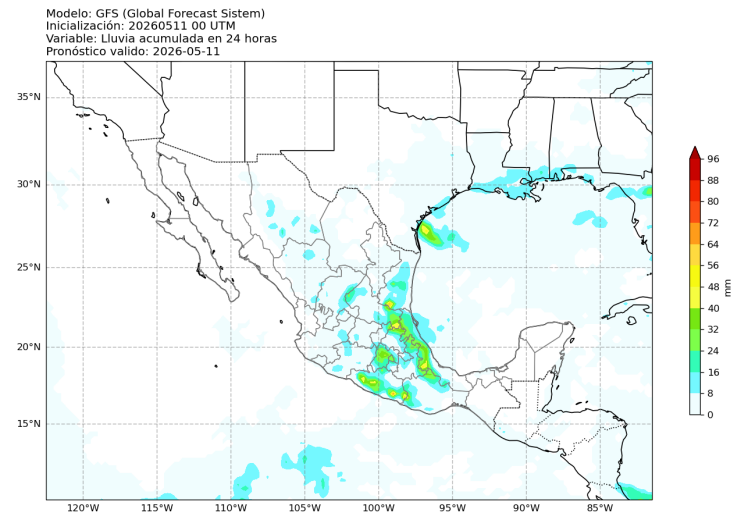 Modelo: GFS (Global Forecast Sistem)
Inicialización: 20260511 00 UTM
Variable: Lluvia acumulada en 24 horas
Pronóstico valido: 2026-05-11
35°N
30°N
25°N
20°N
15°N
120°W
115°W
110°W
105°W
100°W
95°W
90°W
85°W
96
88
80
72
64
56
48
40
32
24
16
8
0
mm